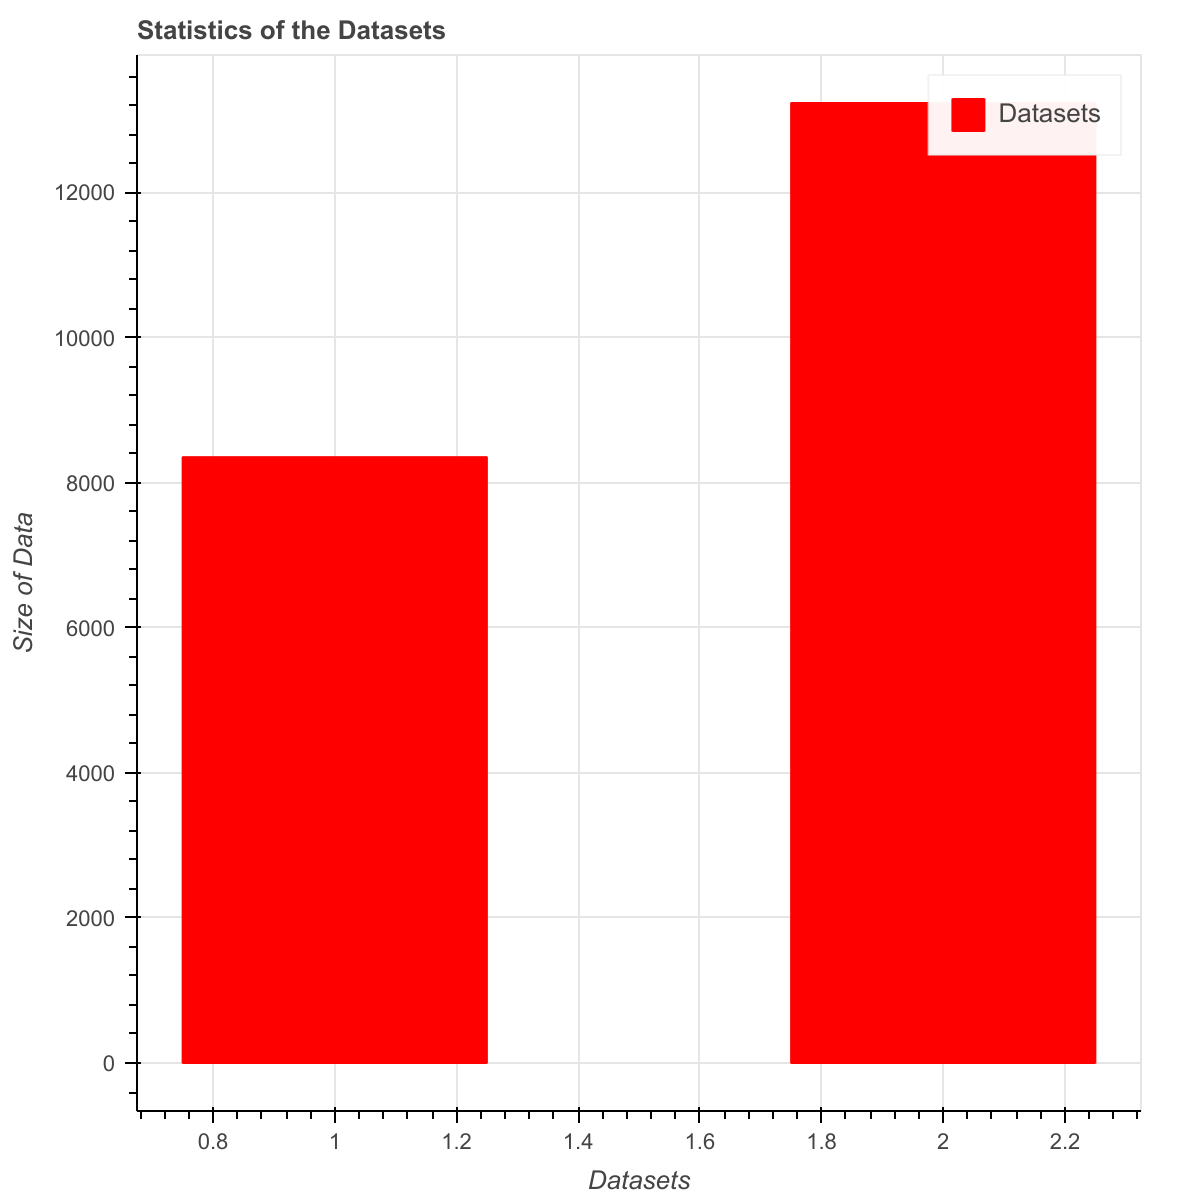 Statistics of the Datasets
Datasets
12000
10000
8000
6000
4000
2000
0
Size of Data
0.8 1 1.2 1.4 1.6 1.8 2 2.2
Datasets